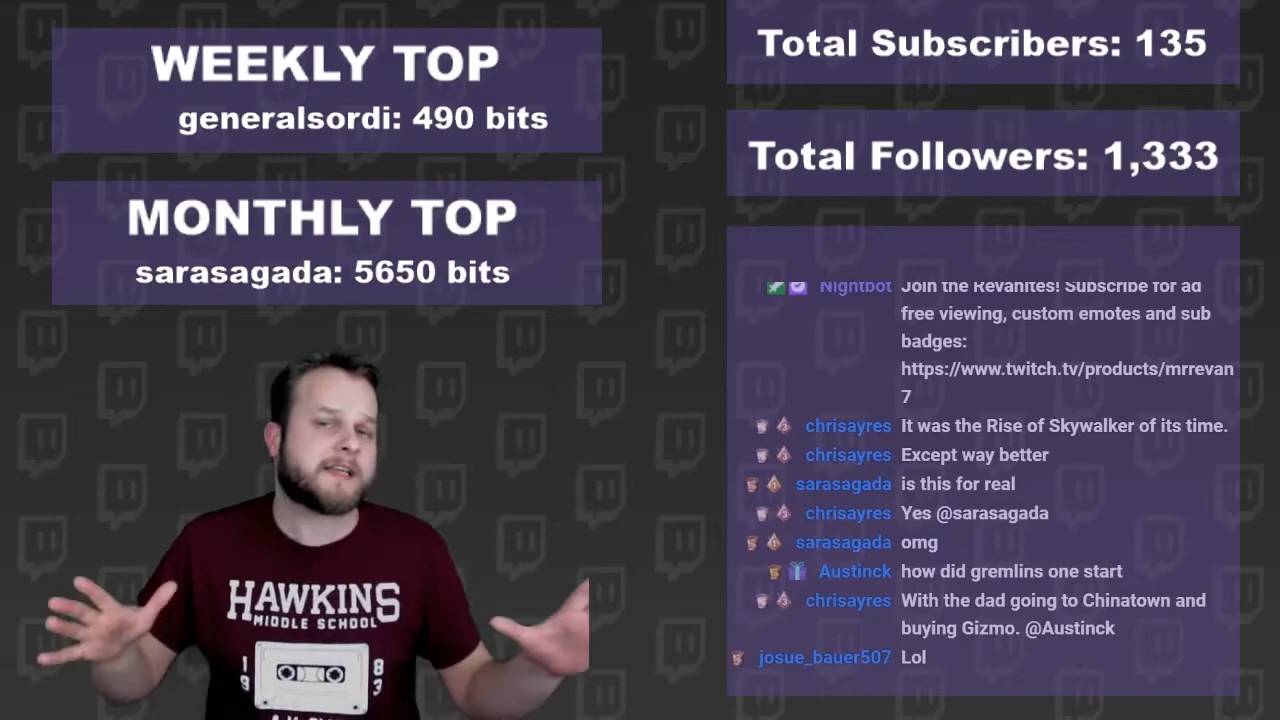 WEEKLY TOP
generalsordi: 490 bits
MONTHLY TOP
sarasagada: 5650 bits
HAWKINS
MIDDLE SCHOOL
19 83
Total Subscribers: 135
Total Followers: 1,333
Nightbot Join the Revanites! Subscribe for ad
free viewing, custom emotes and sub
badges:
https://www.twitch.tv/products/mrrevan
7
chrisayres It was the Rise of Skywalker of its time.
chrisayres Except way better
sarasagada is this for real
chrisayres Yes @sarasagada
sarasagada omg
Austinck how did gremlins one start
chrisayres With the dad going to Chinatown and
buying Gizmo. @Austinck
josue_bauer507 Lol